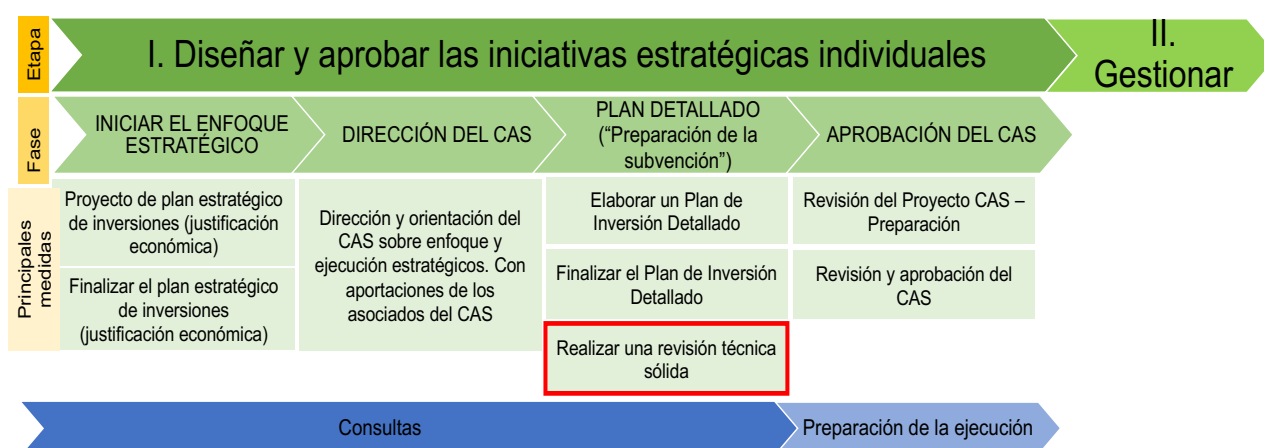 Etapa
I. Diseñar y aprobar las iniciativas estratégicas individuales
II.
Gestionar
Fase
INICIAR EL ENFOQUE
ESTRATÉGICO
DIRECCIÓN DEL CAS
PLAN DETALLADO
(“Preparación de la
subvención”)
APROBACIÓN DEL CAS
Principales
medidas
Proyecto de plan estratégico
de inversiones (justificación
económica)
Finalizar el plan estratégico
de inversiones
(justificación económica)
Dirección y orientación del
CAS sobre enfoque y
ejecución estratégicos. Con
aportaciones de los
asociados del CAS
Elaborar un Plan de
Inversión Detallado
Finalizar el Plan de Inversión
Detallado
Realizar una revisión técnica
sólida
Revisión del Proyecto CAS –
Preparación
Revisión y aprobación del
CAS
Consultas
Preparación de la ejecución